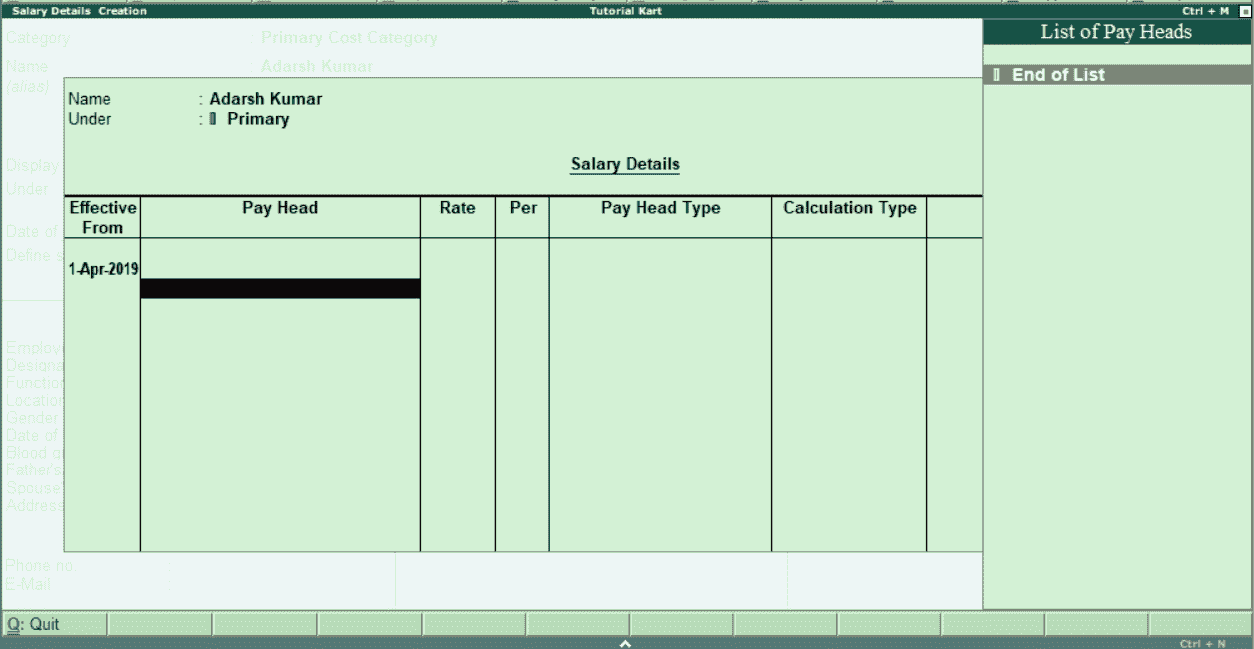 Salary Details Creation Tutorial Kart Ctrl + M
List of Pay Heads
End of List
Category Primary Cost Category
Name Adarsh Kumar
(alias)
Name : Adarsh Kumar
Under : Primary
Display
Under
Date of
Define s
Salary Details
Effective From Pay Head Rate Per Pay Head Type Calculation Type
1-Apr-2019
Employe
Designa
Function
Location
Gender
Date of
Blood g
Father's
Spouse
Address
Phone no
E-Mail
Q: Quit
Ctrl + N